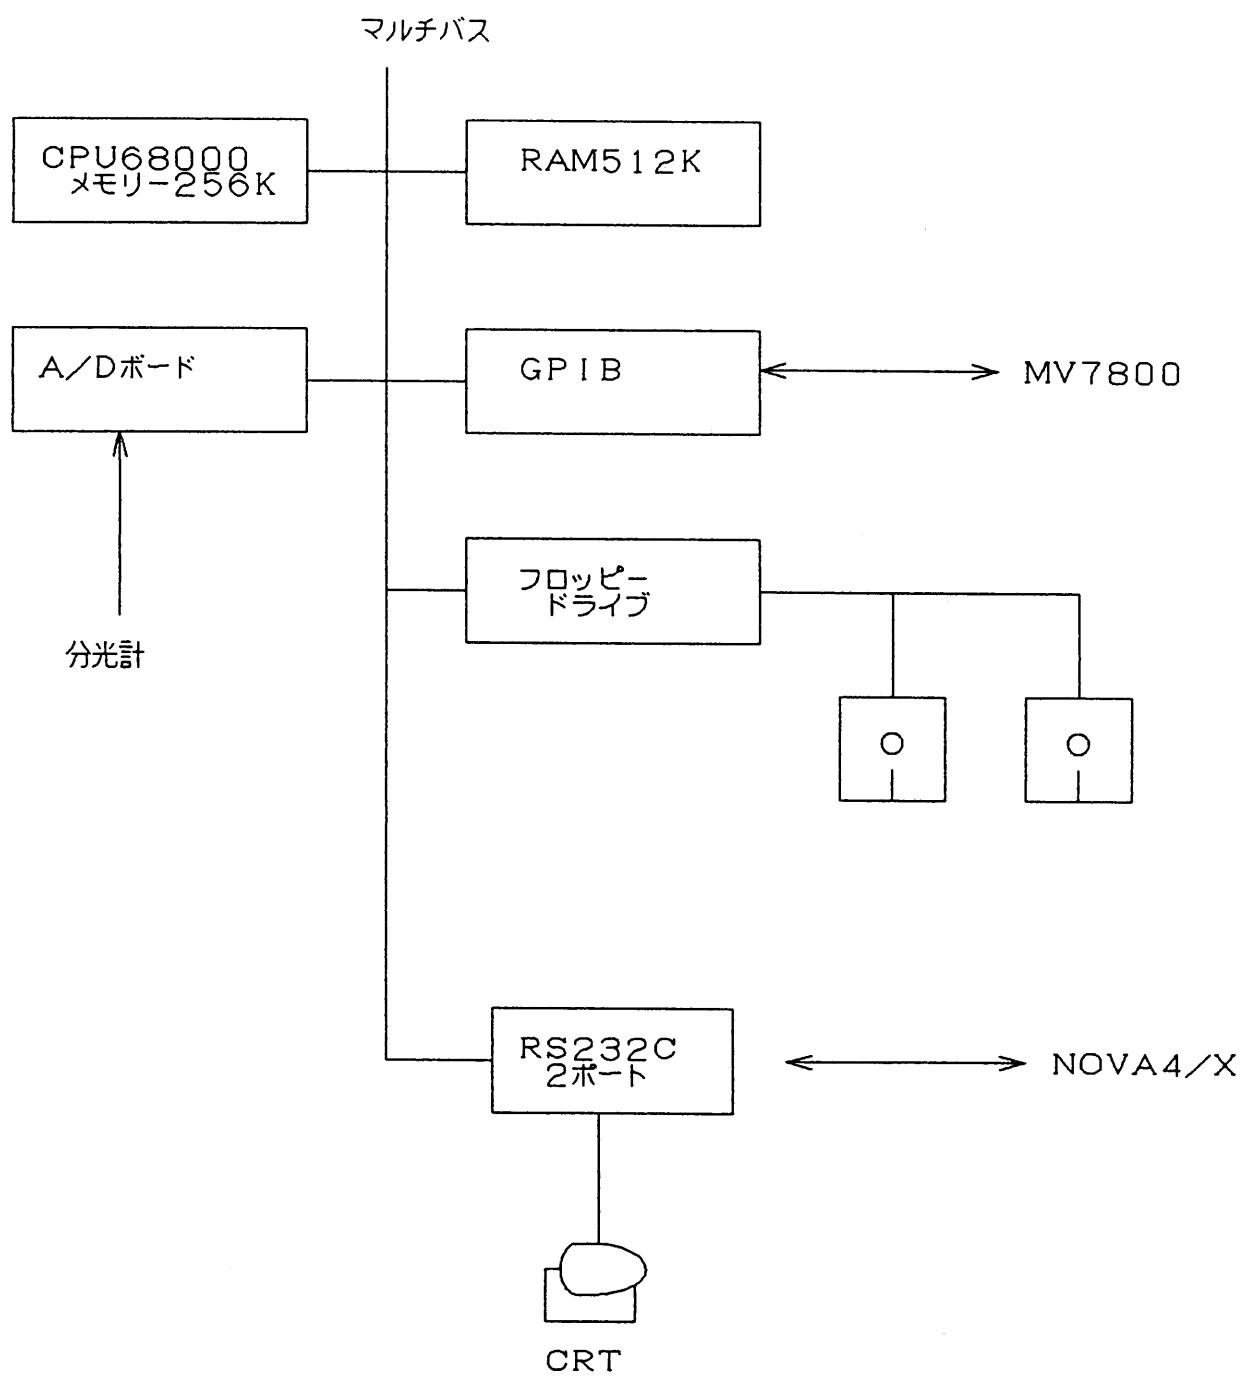 マルチバス
CPU68000
メモリー256K
RAM512K
A/Dボード
GPIB
MV7800
分光計
フロッピー
ドライブ
RS232C
2ポート
NOVA4/X
CRT